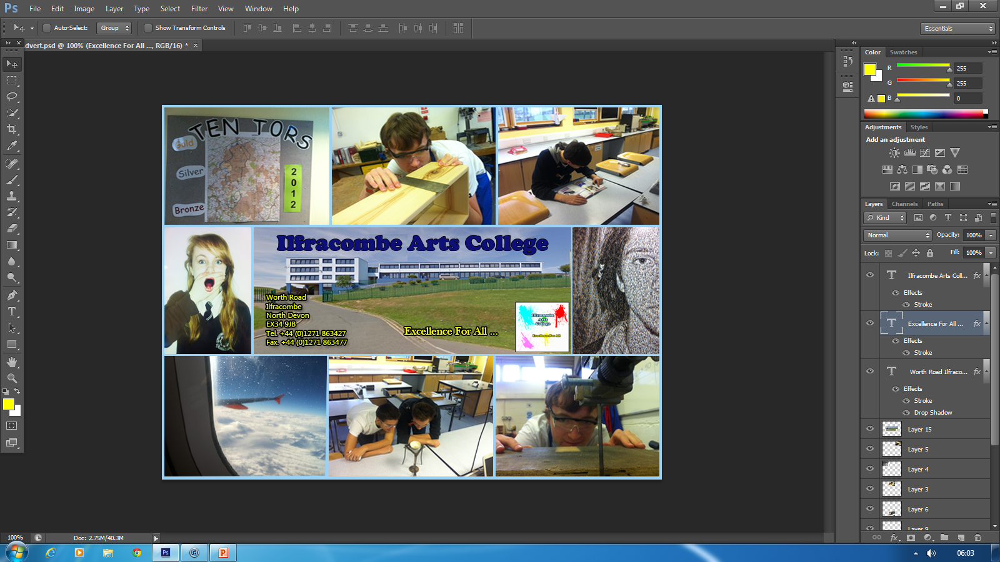 Ps File Edit Image Layer Type Select Filter View Window Help
Auto-Select: Group Show Transform Controls Essentials
dvert.psd @ 100% (Excellence For All ..., RGB/16) * ×
Color Swatches
R 255
G 255
B 0
Adjustments Styles
Add an adjustment
Layers Channels Paths
Kind
Normal Opacity: 100%
Lock: Fill: 100%
Ilfracombe Arts Coll... fx
Effects
Stroke
Excellence For All ... fx
Effects
Stroke
Worth Road Ilfraco... fx
Effects
Stroke
Drop Shadow
Layer 15
Layer 5
Layer 4
Layer 3
Layer 6
Layer 9
TEN TORS
Gold
Silver
Bronze
2
0
1
2
Ilfracombe Arts College
Worth Road
Ilfracombe
North Devon
EX34 9JB
Tel. +44 (0)1271 863427
Fax. +44 (0)1271 863477
Excellence For All ...
Ilfracombe
Arts
College
Excellence For All
100% Doc: 2.75M/40.3M
Ps P 06:03